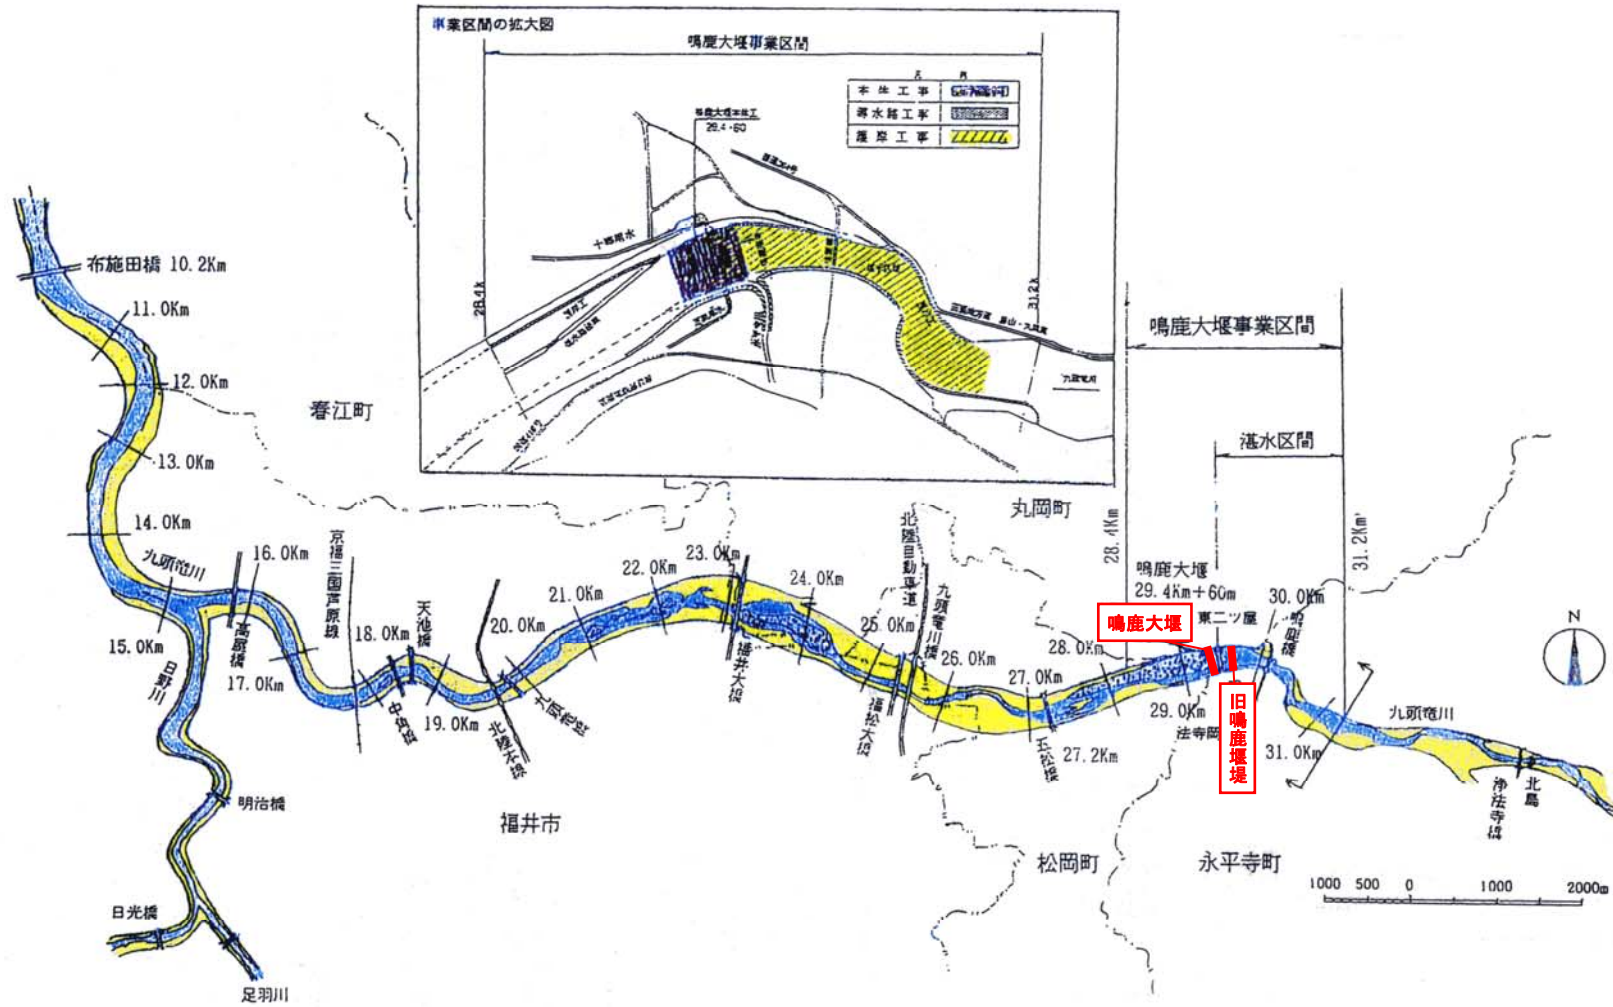 事業区間の拡大図
鳴鹿大堰事業区間
本体工事
導水路工事
護岸工事
鳴鹿大堰本体工
29.4+60
十郷用水
28.4k
31.2k
九頭竜川
布施田橋 10.2Km
11.0Km
12.0Km
13.0Km
14.0Km
15.0Km
16.0Km
17.0Km
18.0Km
19.0Km
20.0Km
21.0Km
22.0Km
23.0Km
24.0Km
25.0Km
26.0Km
27.0Km
27.2Km
28.0Km
29.0Km
30.0Km
31.0Km
春江町
九頭竜川
高屋橋
日野川
京福三国芦原線
天池橋
中角橋
北陸本線
九頭竜橋
福井大橋
北陸自動車道
九頭竜川橋
福松大橋
五松橋
丸岡町
鳴鹿大堰事業区間
湛水区間
28.4Km
31.2Km
鳴鹿大堰
29.4Km+60m
鳴鹿大堰
東二ツ屋
鳴鹿橋
旧鳴鹿堰堤
法寺岡
九頭竜川
浄法寺橋
北島
N
明治橋
日光橋
足羽川
福井市
松岡町
永平寺町
1000 500 0 1000 2000m